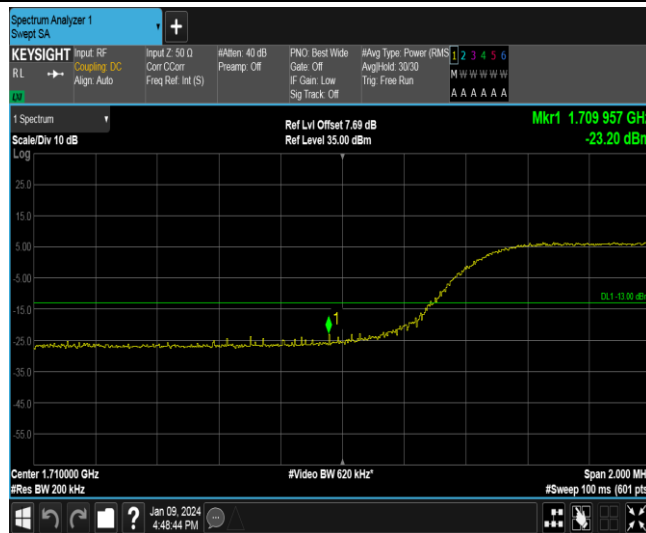 Spectrum Analyzer 1
Swept SA
+
KEYSIGHT
RL
Input: RF
Coupling: DC
Align: Auto
Input Z: 50 Ω
Corr CCorr
Freq Ref: Int (S)
#Atten: 40 dB
Preamp: Off
PNO: Best Wide
Gate: Off
IF Gain: Low
Sig Track: Off
#Avg Type: Power (RMS
Avg|Hold: 30/30
Trig: Free Run
1 2 3 4 5 6
M W W W W W
A A A A A A
1 Spectrum
Scale/Div 10 dB
Ref Lvl Offset 7.69 dB
Ref Level 35.00 dBm
Mkr1 1.709 957 GHz
-23.20 dBm
Log
25.0
15.0
5.00
-5.00
-15.0
-25.0
-35.0
-45.0
-55.0
DL1 -13.00 dBm
1
Center 1.710000 GHz
#Res BW 200 kHz
#Video BW 620 kHz*
Span 2.000 MH
#Sweep 100 ms (601 pts
?
Jan 09, 2024
4:48:44 PM